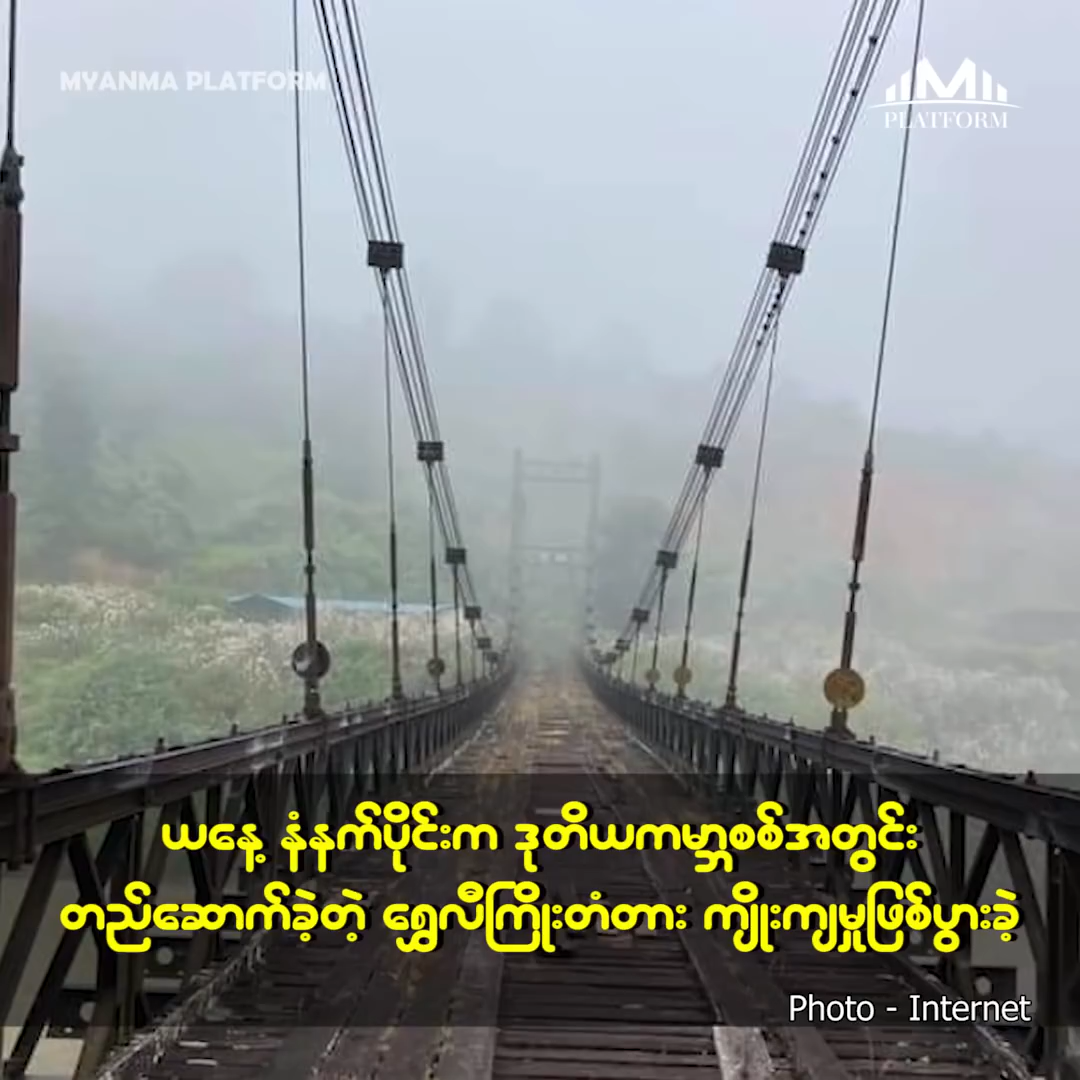 MYANMA PLATFORM
M
PLATFORM
ယနေ့ နံနက်ပိုင်းက ဒုတိယကမ္ဘာစစ်အတွင်း
တည်ဆောက်ခဲ့တဲ့ ရွှေလီကြိုးတံတား ကျိုးကျမှုဖြစ်ပွားခဲ့
Photo - Internet